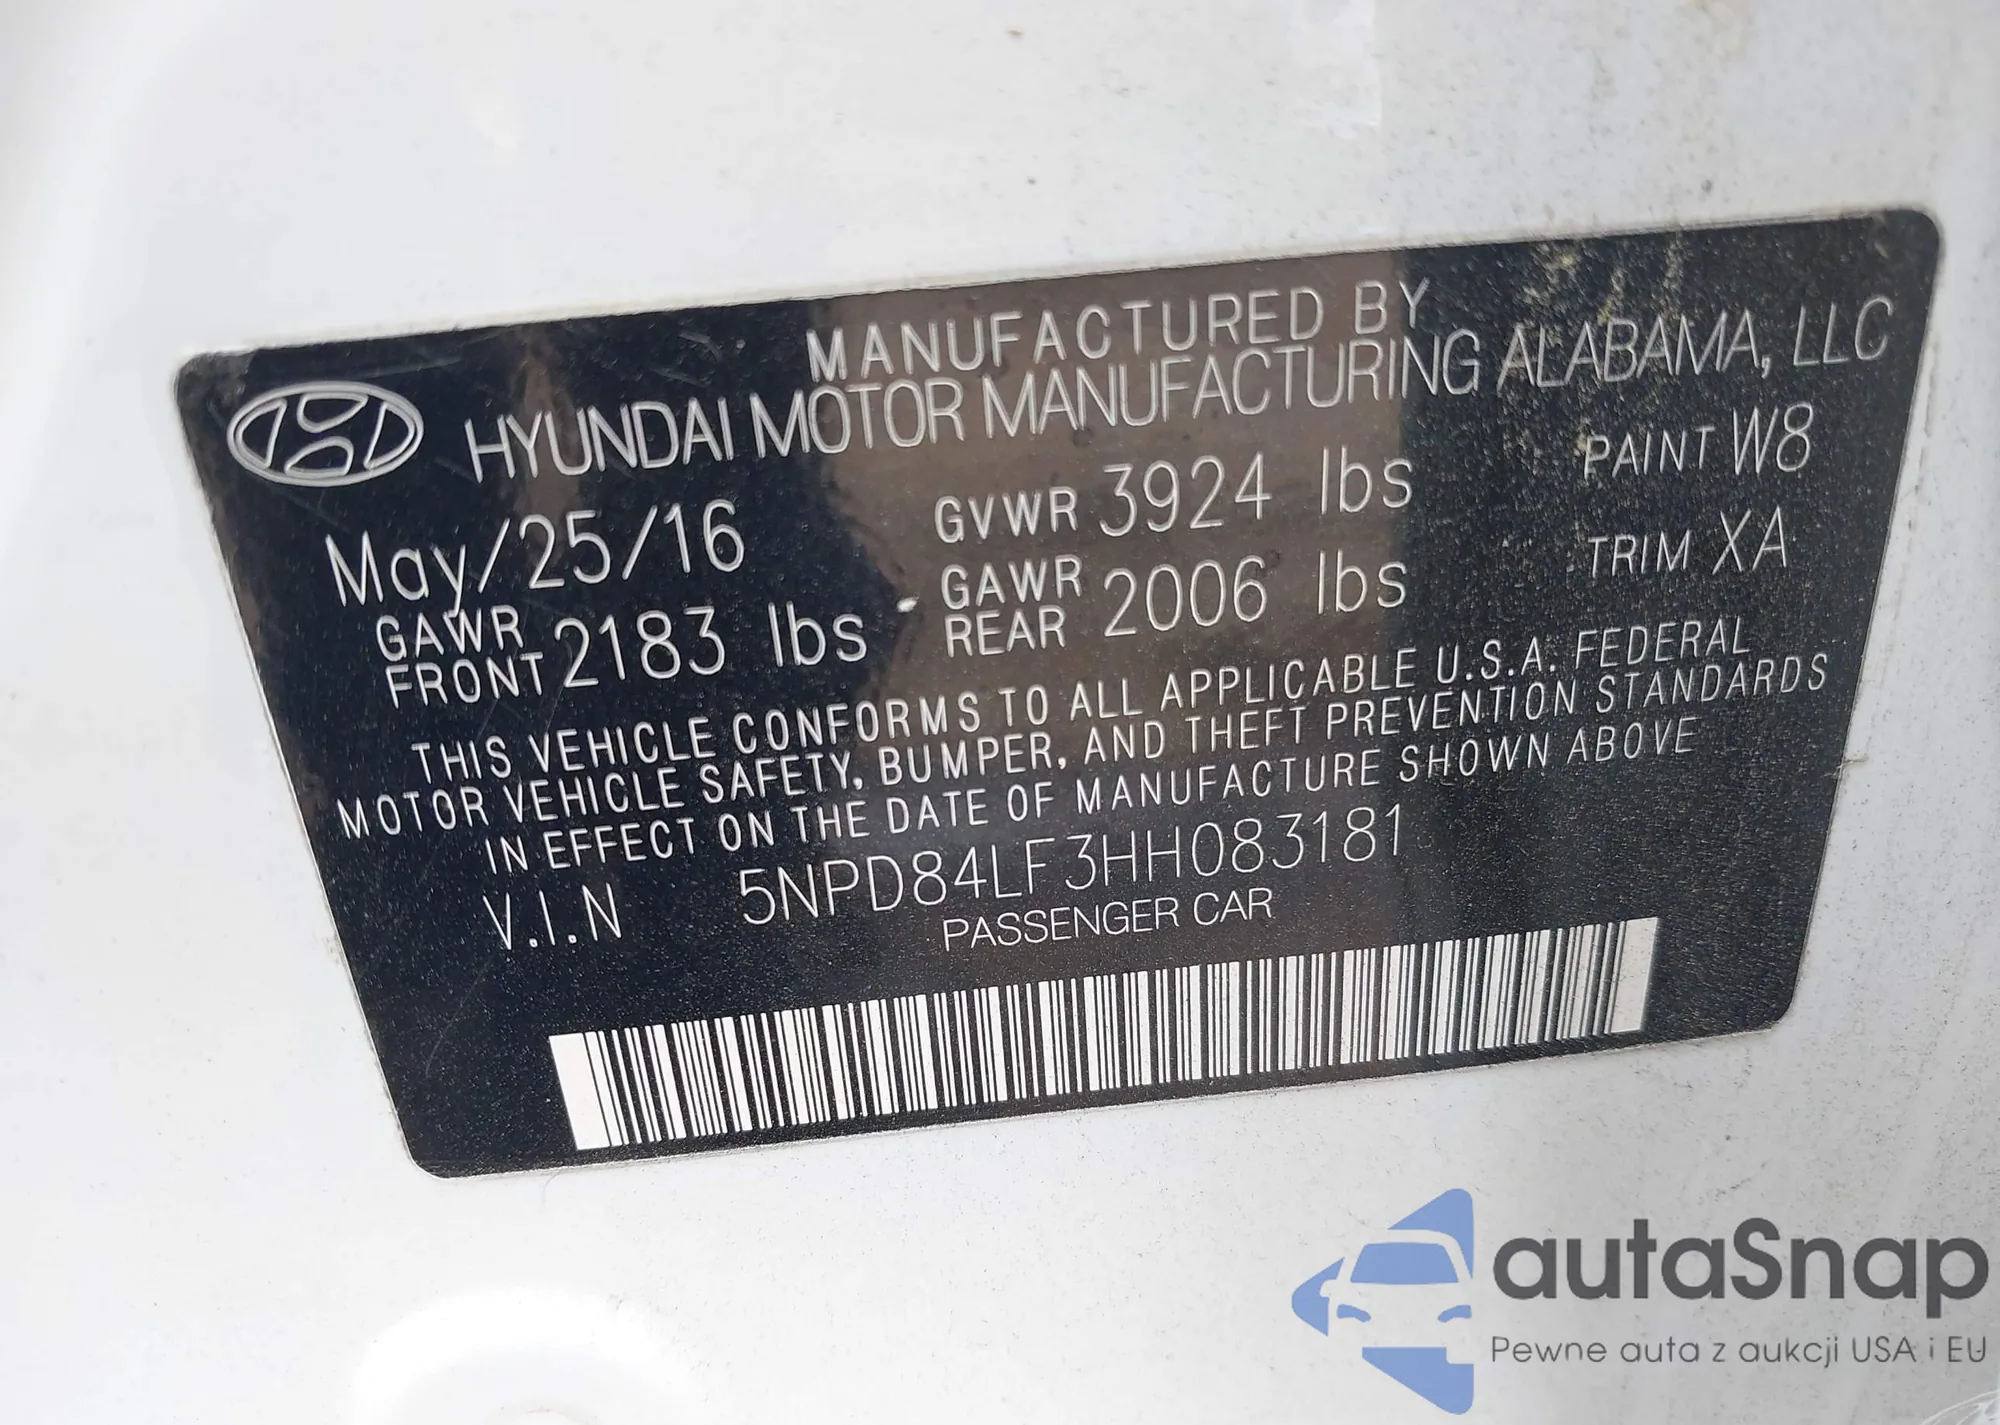 MANUFACTURED BY
HYUNDAI MOTOR MANUFACTURING ALABAMA, LLC
May/25/16 GVWR 3924 lbs PAINT W8
GAWR FRONT 2183 lbs GAWR REAR 2006 lbs TRIM XA
THIS VEHICLE CONFORMS TO ALL APPLICABLE U.S.A. FEDERAL
MOTOR VEHICLE SAFETY, BUMPER, AND THEFT PREVENTION STANDARDS
IN EFFECT ON THE DATE OF MANUFACTURE SHOWN ABOVE
V.I.N 5NPD84LF3HH083181
PASSENGER CAR
autaSnap
Pewne auta z aukcji USA i EU